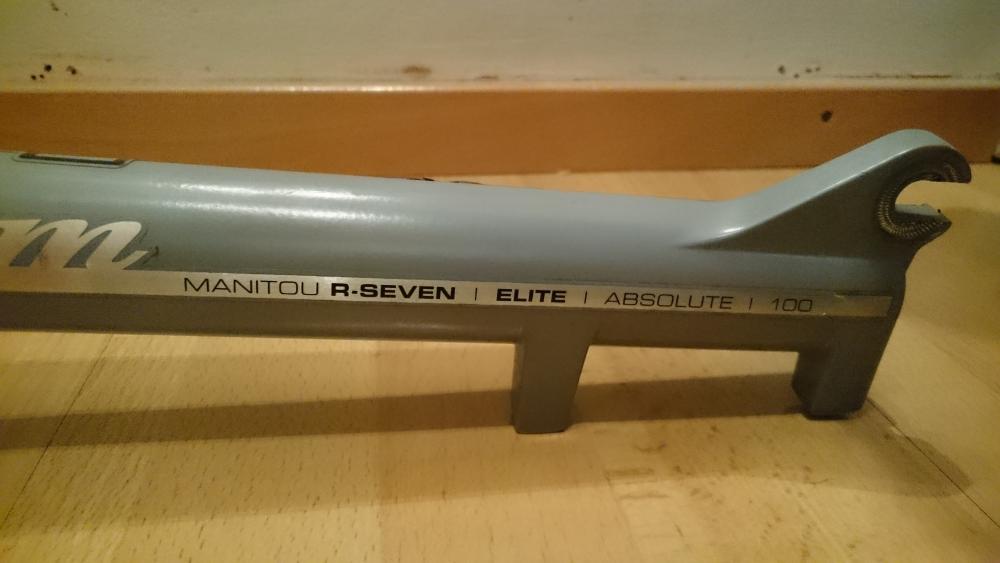 m
MANITOU R-SEVEN | ELITE | ABSOLUTE | 100